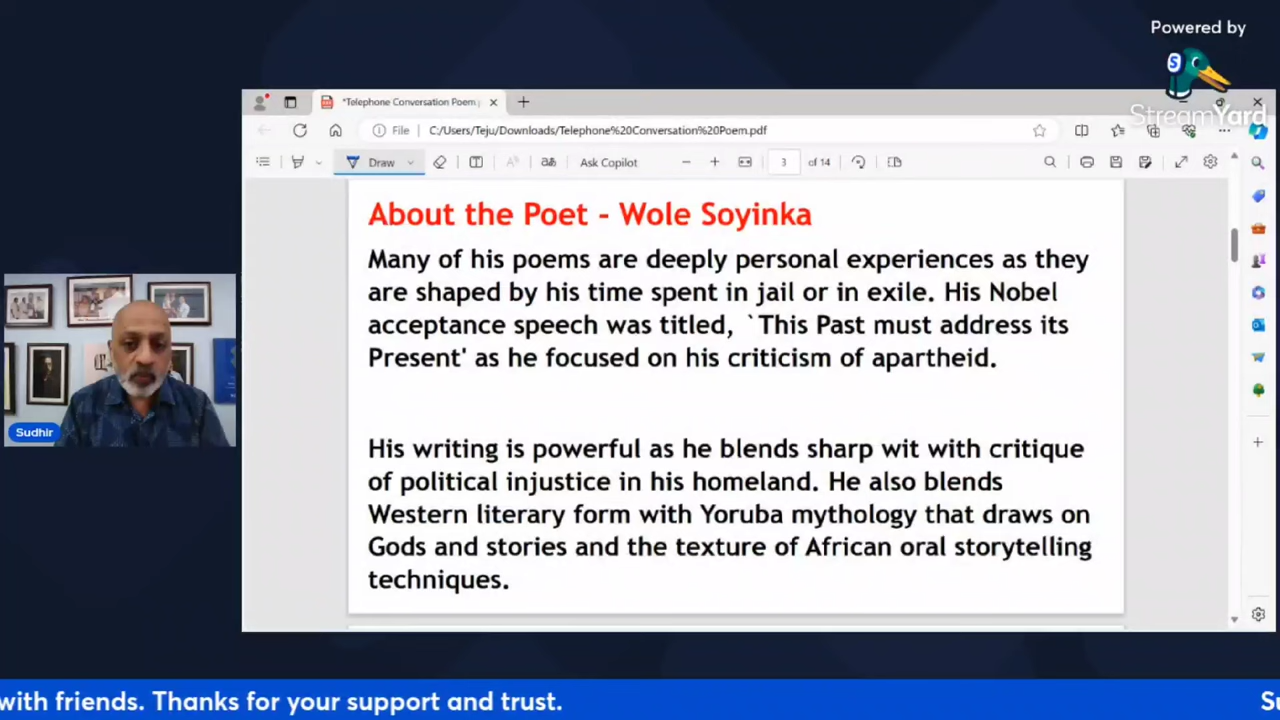 Powered by
StreamYard
*Telephone Conversation Poem
File C:/Users/Teju/Downloads/Telephone%20Conversation%20Poem.pdf
Draw Ask Copilot 3 of 14
About the Poet - Wole Soyinka
Many of his poems are deeply personal experiences as they
are shaped by his time spent in jail or in exile. His Nobel
acceptance speech was titled, `This Past must address its
Present' as he focused on his criticism of apartheid.
His writing is powerful as he blends sharp wit with critique
of political injustice in his homeland. He also blends
Western literary form with Yoruba mythology that draws on
Gods and stories and the texture of African oral storytelling
techniques.
Sudhir
with friends. Thanks for your support and trust.
Su